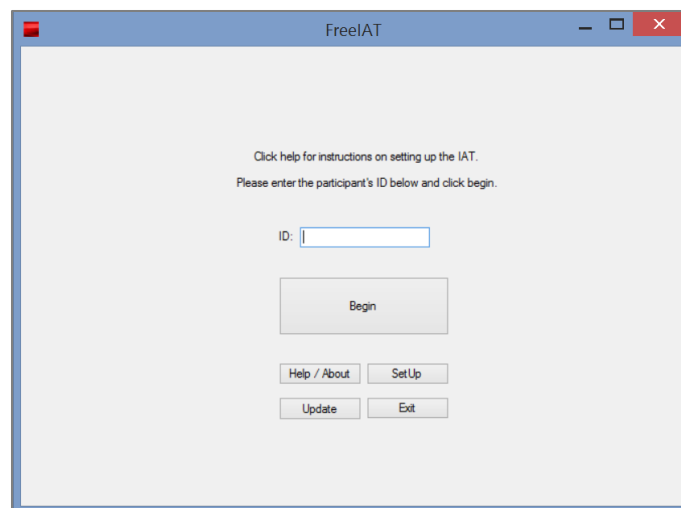 FreeIAT
Click help for instructions on setting up the IAT.
Please enter the participant's ID below and click begin.
ID:
Begin
Help / About SetUp
Update Exit